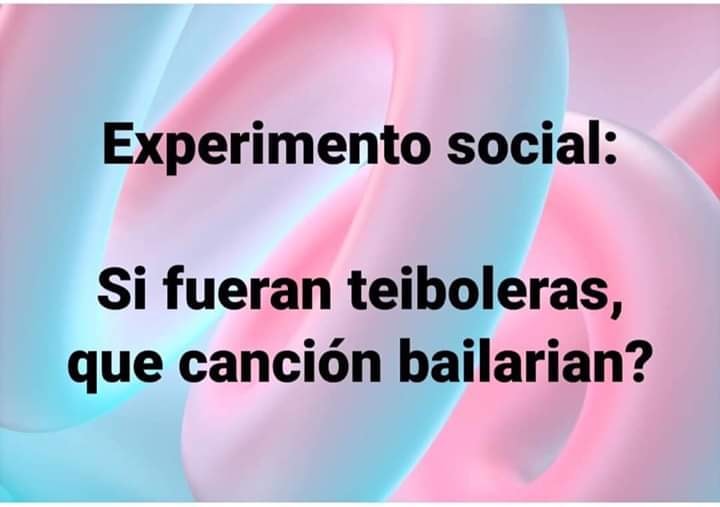 Experimento social:
Si fueran teiboleras,
que canción bailarian?